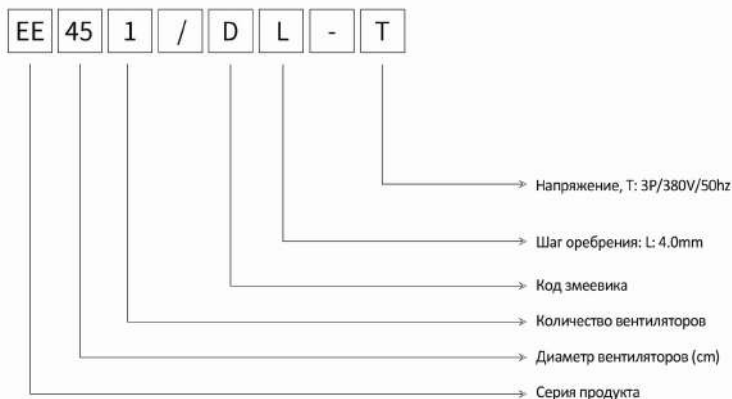 EE 45 1 / D L - T
Напряжение, T: 3P/380V/50hz
Шаг оребрения: L: 4.0mm
Код змеевика
Количество вентиляторов
Диаметр вентиляторов (cm)
Серия продукта